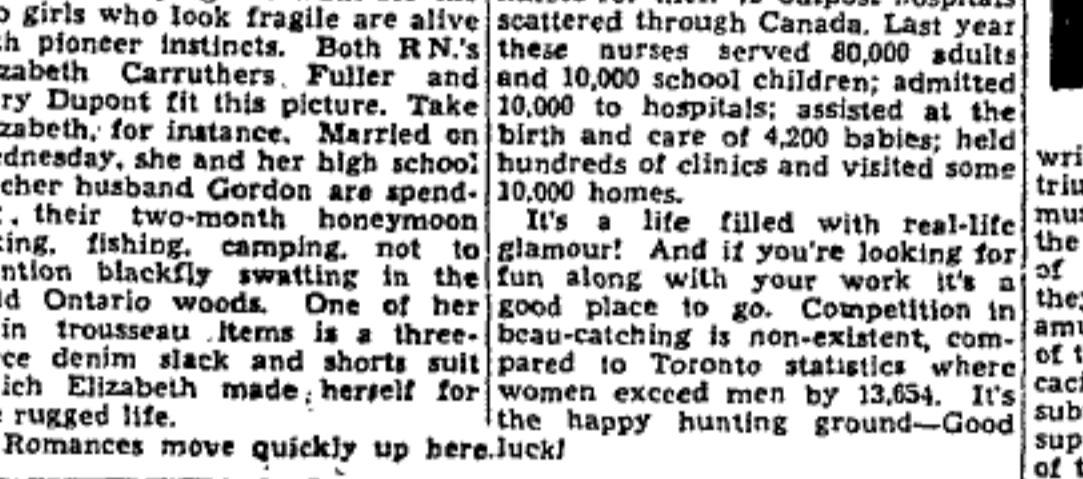 girls who look fragile are alive
pioneer instincts. Both R.N.'s
zabeth Carruthers Fuller and
ry Dupont fit this picture. Take
zabeth, for instance. Married on
dnesday, she and her high school
cher husband Gordon are spend-
their two-month honeymoon
ing, fishing, camping, not to
ntion blackfly swatting in the
ld Ontario woods. One of her
in trousseau items is a three-
ce denim slack and shorts suit
ich Elizabeth made herself for
rugged life.
Romances move quickly up here.
scattered through Canada. Last year
these nurses served 80,000 adults
and 10,000 school children; admitted
10,000 to hospitals; assisted at the
birth and care of 4,200 babies; held
hundreds of clinics and visited some
10,000 homes.
It's a life filled with real-life
glamour! And if you're looking for
fun along with your work it's a
good place to go. Competition in
beau-catching is non-existent, com-
pared to Toronto statistics where
women exceed men by 13,654. It's
the happy hunting ground—Good
luck!
wri
triu
mur
the
of
the
amu
of t
caci
sub
sup
of t